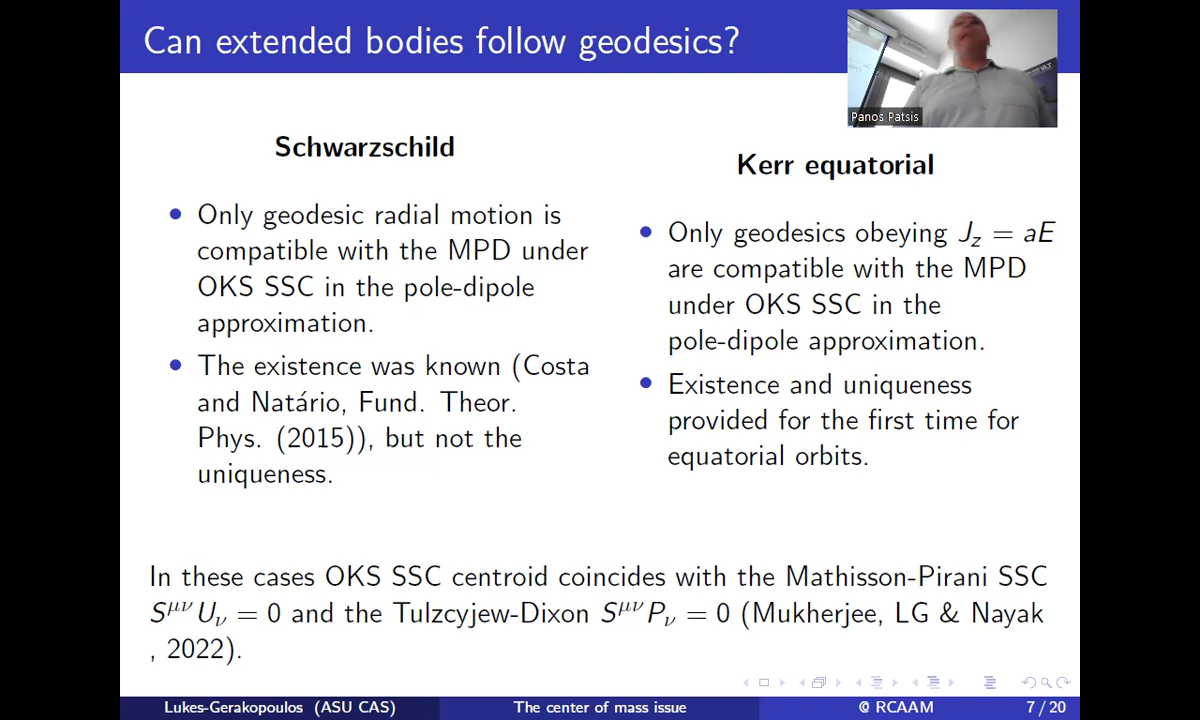 Can extended bodies follow geodesics?
Panos Patsis
Schwarzschild
• Only geodesic radial motion is
compatible with the MPD under
OKS SSC in the pole-dipole
approximation.
• The existence was known (Costa
and Natário, Fund. Theor.
Phys. (2015)), but not the
uniqueness.
Kerr equatorial
• Only geodesics obeying J_z = aE
are compatible with the MPD
under OKS SSC in the
pole-dipole approximation.
• Existence and uniqueness
provided for the first time for
equatorial orbits.
In these cases OKS SSC centroid coincides with the Mathisson-Pirani SSC
S^{μν}U_ν = 0 and the Tulzcyjew-Dixon S^{μν}P_ν = 0 (Mukherjee, LG & Nayak
, 2022).
Lukes-Gerakopoulos (ASU CAS)
The center of mass issue
@ RCAAM
7 / 20